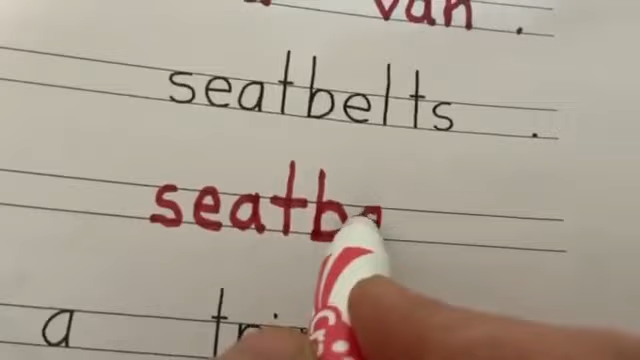 van .
seatbelts .
seatb
a